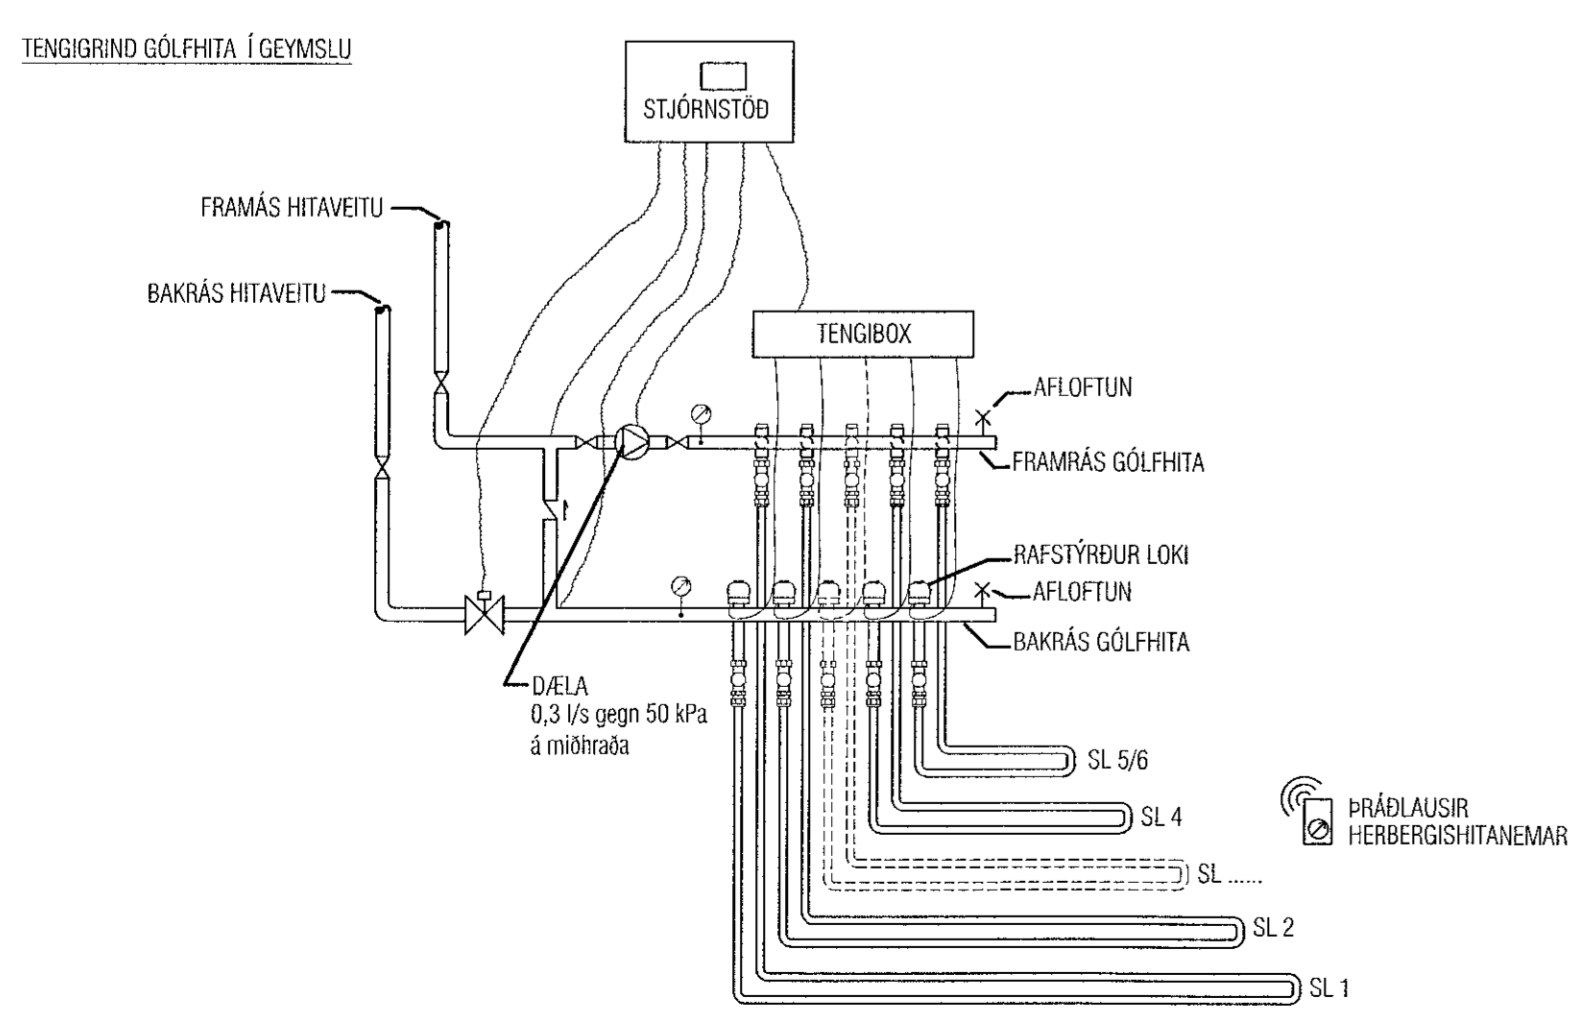 TENGIGRIND GÓLFHITA Í GEYMSLU
STJÓRNSTÖÐ
FRAMÁS HITAVEITU
BAKRÁS HITAVEITU
TENGIBOX
AFLOFTUN
FRAMRÁS GÓLFHITA
RAFSTÝRÐUR LOKI
AFLOFTUN
BAKRÁS GÓLFHITA
DÆLA
0,3 l/s gegn 50 kPa
á miðhraða
SL 5/6
SL 4
SL ......
SL 2
SL 1
ÞRÁÐLAUSIR
HERBERGISHITANEMAR